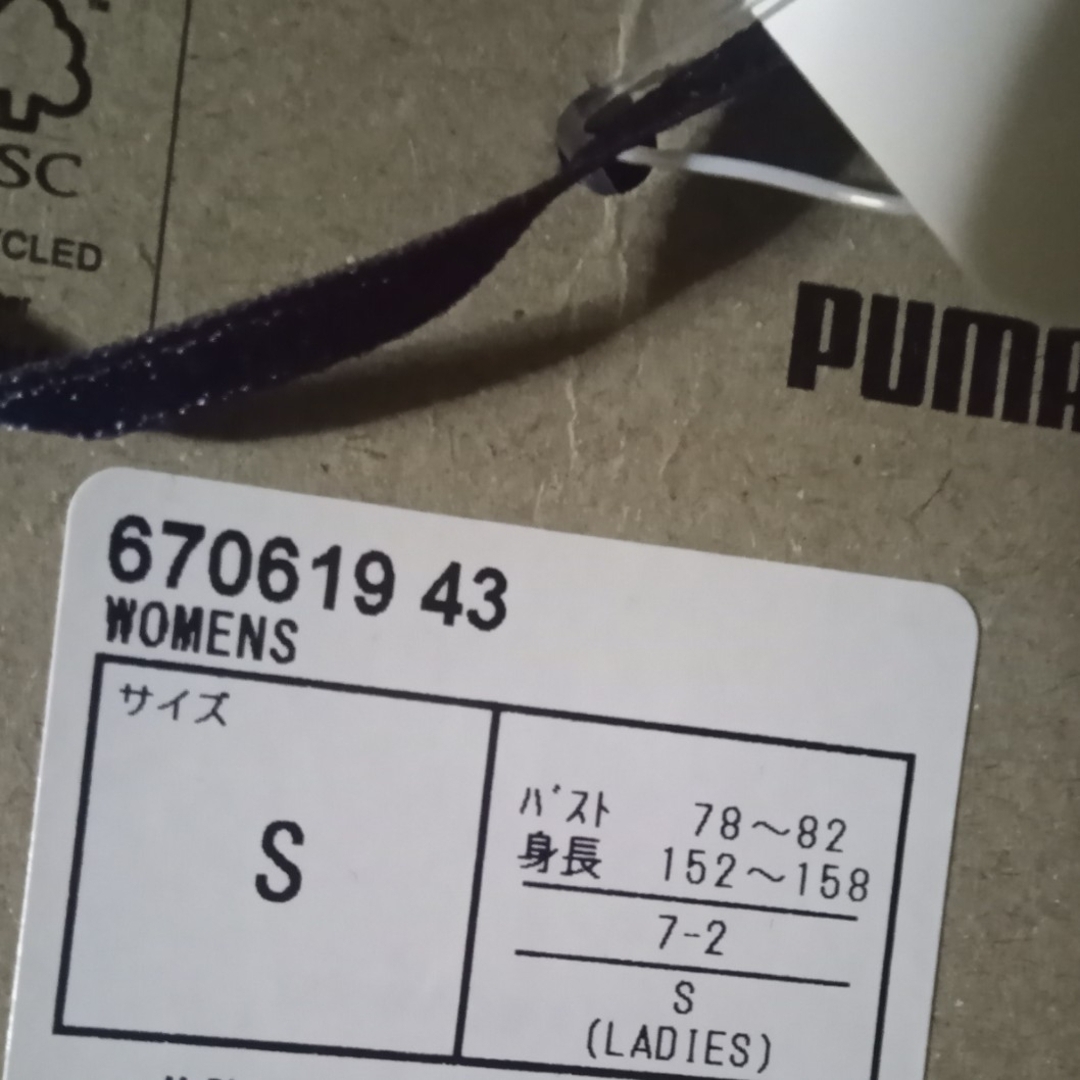 SC
YCLED
PUMA
670619 43
WOMENS
サイズ
S
バスト 78〜82
身長 152〜158
7-2
S
(LADIES)